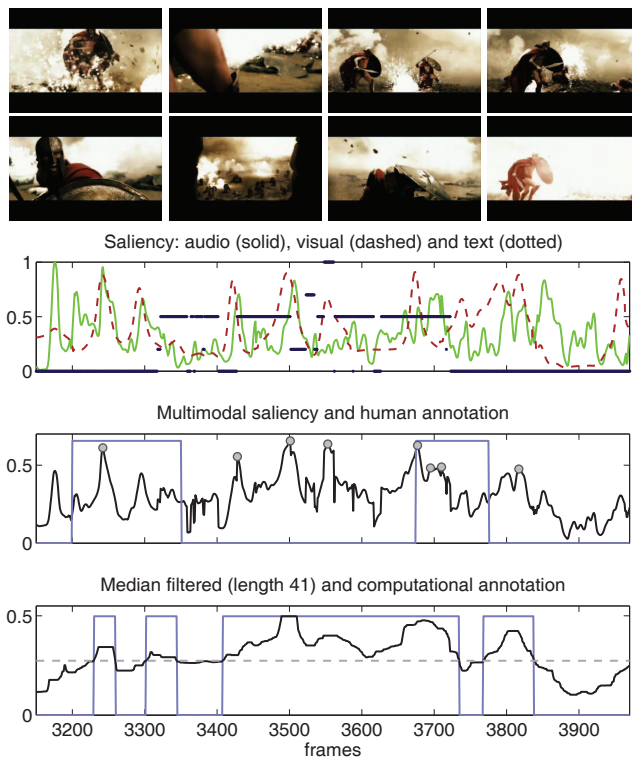 Saliency: audio (solid), visual (dashed) and text (dotted)
1
0.5
0
Multimodal saliency and human annotation
0.5
0
Median filtered (length 41) and computational annotation
0.5
0
3200 3300 3400 3500 3600 3700 3800 3900
frames